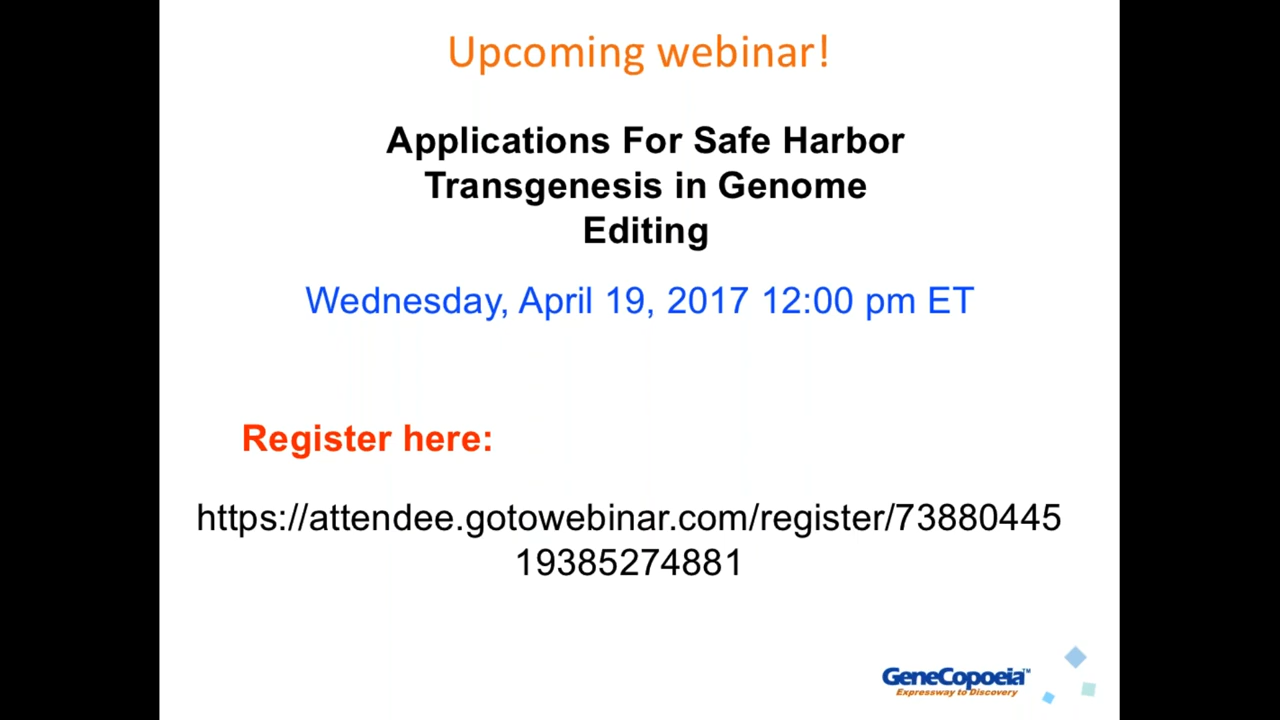 Upcoming webinar!
Applications For Safe Harbor
Transgenesis in Genome
Editing
Wednesday, April 19, 2017 12:00 pm ET
Register here:
https://attendee.gotowebinar.com/register/73880445
19385274881
GeneCopoeia™
Expressway to Discovery